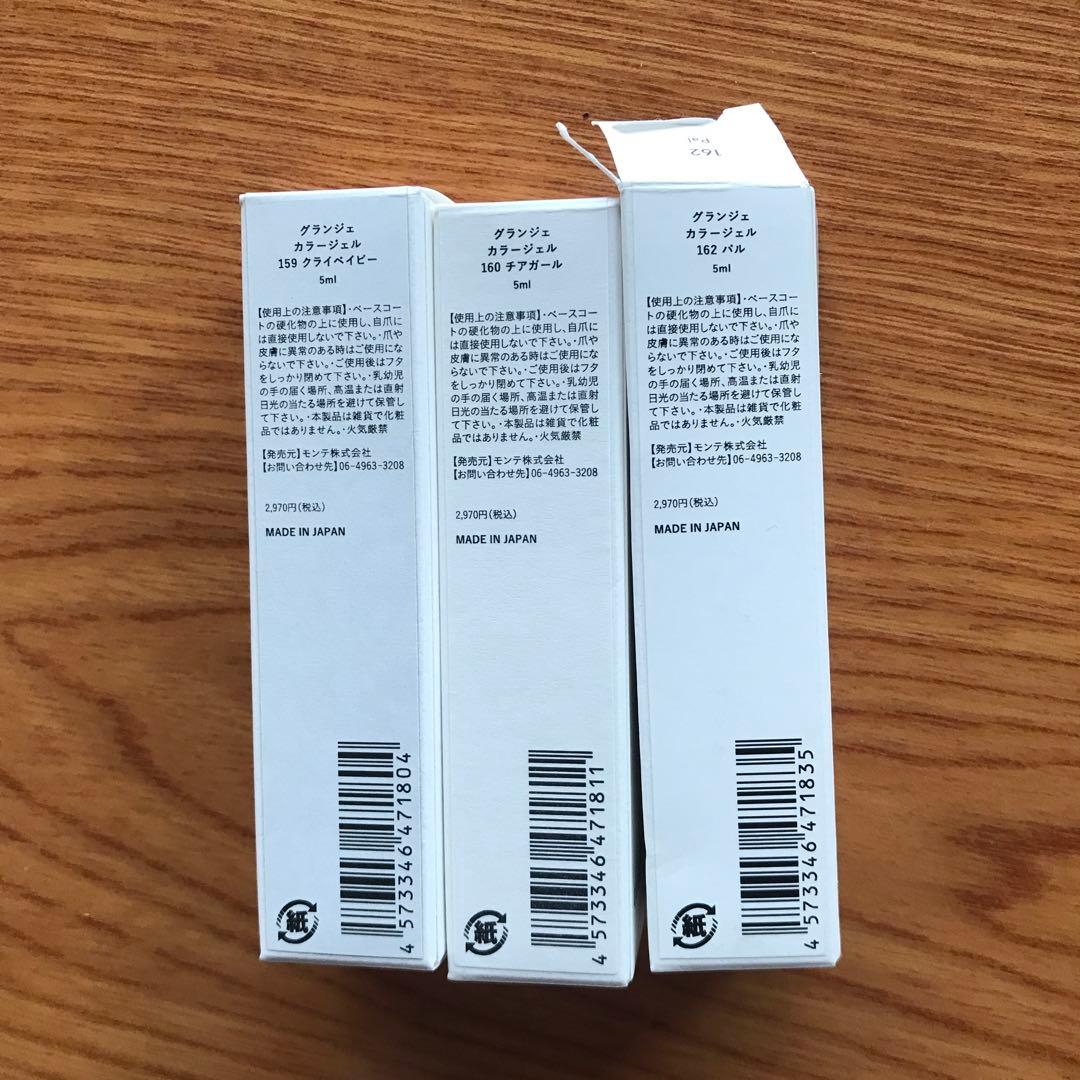 グランジェ
カラージェル
159 クライベイビー
5ml
【使用上の注意事項】・ベースコー
トの硬化物の上に使用し、自爪に
は直接使用しないで下さい。・爪や
皮膚に異常のある時はご使用にな
らないで下さい。・ご使用後はフタ
をしっかり閉めて下さい。・乳幼児
の手の届く場所、高温または直射
日光の当たる場所を避けて保管し
て下さい。・本製品は雑貨で化粧
品ではありません。・火気厳禁
【発売元】モンテ株式会社
【お問い合わせ先】06-4963-3208
2,970円(税込)
MADE IN JAPAN
紙
4 573346 471804
グランジェ
カラージェル
160 チアガール
5ml
【使用上の注意事項】・ベースコー
トの硬化物の上に使用し、自爪に
は直接使用しないで下さい。・爪や
皮膚に異常のある時はご使用にな
らないで下さい。・ご使用後はフタ
をしっかり閉めて下さい。・乳幼児
の手の届く場所、高温または直射
日光の当たる場所を避けて保管し
て下さい。・本製品は雑貨で化粧
品ではありません。・火気厳禁
【発売元】モンテ株式会社
【お問い合わせ先】06-4963-3208
2,970円(税込)
MADE IN JAPAN
紙
4 573346 471811
162
Pal
グランジェ
カラージェル
162 パル
5ml
【使用上の注意事項】・ベースコー
トの硬化物の上に使用し、自爪に
は直接使用しないで下さい。・爪や
皮膚に異常のある時はご使用にな
らないで下さい。・ご使用後はフタ
をしっかり閉めて下さい。・乳幼児
の手の届く場所、高温または直射
日光の当たる場所を避けて保管し
て下さい。・本製品は雑貨で化粧
品ではありません。・火気厳禁
【発売元】モンテ株式会社
【お問い合わせ先】06-4963-3208
2,970円(税込)
MADE IN JAPAN
紙
4 573346 471835